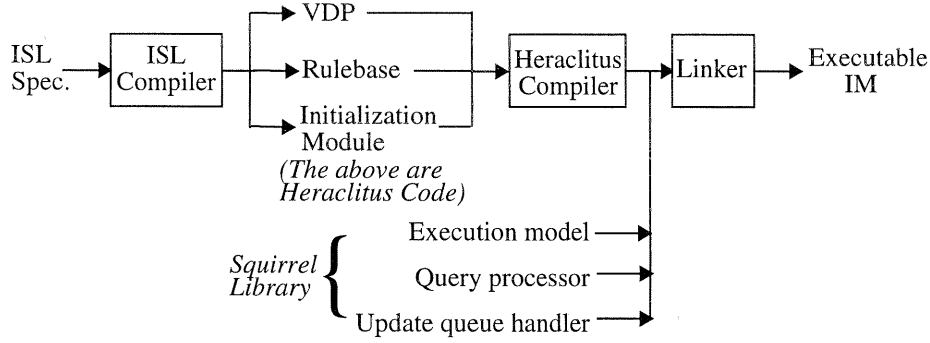 VDP
ISL
Spec.
ISL
Compiler
Rulebase
Heraclitus
Compiler
Linker
Executable
IM
Initialization
Module
(The above are
Heraclitus Code)
Squirrel
Library
Execution model
Query processor
Update queue handler